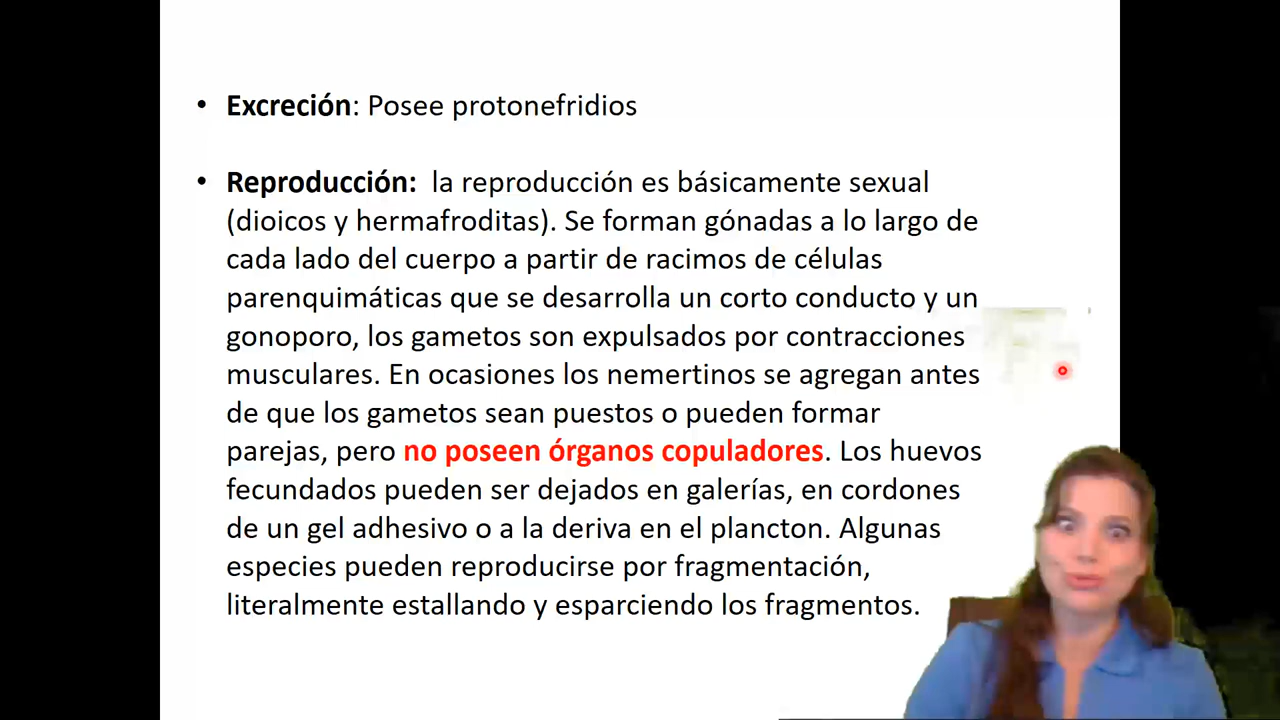 • Excreción: Posee protonefridios
• Reproducción: la reproducción es básicamente sexual
(dioicos y hermafroditas). Se forman gónadas a lo largo de
cada lado del cuerpo a partir de racimos de células
parenquimáticas que se desarrolla un corto conducto y un
gonoporo, los gametos son expulsados por contracciones
musculares. En ocasiones los nemertinos se agregan antes
de que los gametos sean puestos o pueden formar
parejas, pero no poseen órganos copuladores. Los huevos
fecundados pueden ser dejados en galerías, en cordones
de un gel adhesivo o a la deriva en el plancton. Algunas
especies pueden reproducirse por fragmentación,
literalmente estallando y esparciendo los fragmentos.